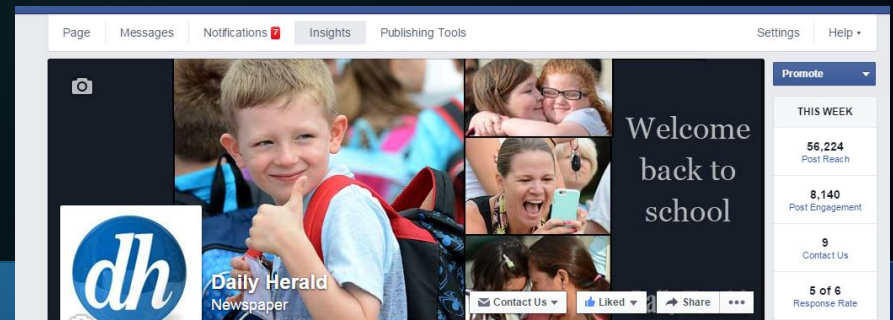 Page Messages Notifications 7 Insights Publishing Tools Settings Help
Promote
THIS WEEK
56,224
Post Reach
8,140
Post Engagement
9
Contact Us
5 of 6
Response Rate
Welcome
back to
school
dh
Daily Herald
Newspaper
Contact Us Liked Share •••